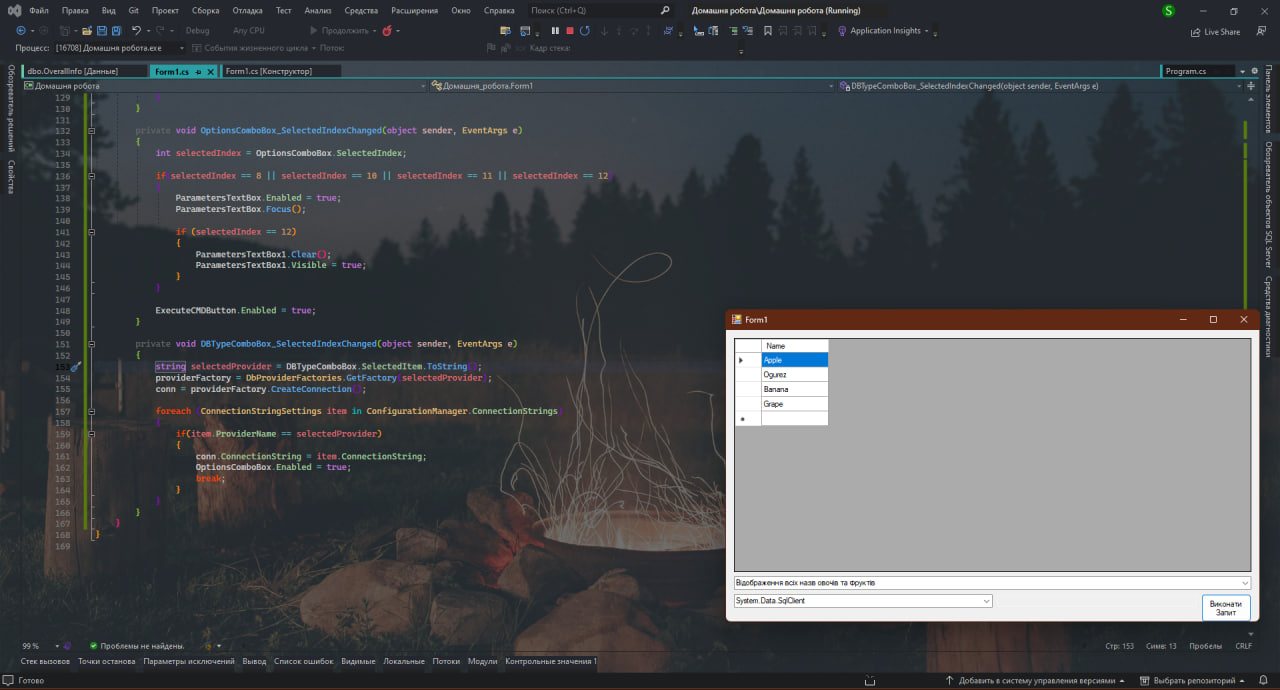 Файл Правка Вид Git Проект Сборка Отладка Тест Анализ Средства Расширения Окно Справка Поиск (Ctrl+Q) Домашня робота\Домашня робота (Running) S
Debug Any CPU Продолжить Application Insights Live Share
Процесс: [16708] Домашня робота.exe События жизненного цикла Поток: Кадр стека:
dbo.OverallInfo [Данные] Form1.cs Form1.cs [Конструктор] Program.cs
Домашня робота Домашня_робота.Form1 DBTypeComboBox_SelectedIndexChanged(object sender, EventArgs e)
Обозреватель решений
Свойства
Панель элементов
Обозреватель объектов SQL Server
Средства диагностики
129 }
130 }
131
132 private void OptionsComboBox_SelectedIndexChanged(object sender, EventArgs e)
133 {
134 int selectedIndex = OptionsComboBox.SelectedIndex;
135
136 if(selectedIndex == 8 || selectedIndex == 10 || selectedIndex == 11 || selectedIndex == 12)
137 {
138 ParametersTextBox.Enabled = true;
139 ParametersTextBox.Focus();
140
141 if (selectedIndex == 12)
142 {
143 ParametersTextBox1.Clear();
144 ParametersTextBox1.Visible = true;
145 }
146 }
147
148 ExecuteCMDButton.Enabled = true;
149 }
150
151 private void DBTypeComboBox_SelectedIndexChanged(object sender, EventArgs e)
152 {
153 string selectedProvider = DBTypeComboBox.SelectedItem.ToString();
154 providerFactory = DbProviderFactories.GetFactory(selectedProvider);
155 conn = providerFactory.CreateConnection();
156
157 foreach (ConnectionStringSettings item in ConfigurationManager.ConnectionStrings)
158 {
159 if(item.ProviderName == selectedProvider)
160 {
161 conn.ConnectionString = item.ConnectionString;
162 OptionsComboBox.Enabled = true;
163 break;
164 }
165 }
166 }
167 }
168 }
169
Form1
Name
Apple
Ogurez
Banana
Grape
Відображення всіх назв овочів та фруктів
System.Data.SqlClient
Виконати
Запит
99 % Проблемы не найдены. Стр: 153 Симв: 13 Пробелы CRLF
Стек вызовов Точки останова Параметры исключений Вывод Список ошибок Видимые Локальные Потоки Модули Контрольные значения 1
Готово Добавить в систему управления версиями Выбрать репозиторий